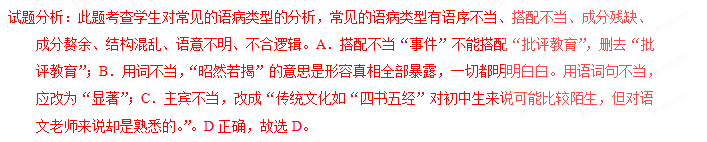 试题分析：此题考查学生对常见的语病类型的分析，常见的语病类型有语序不当、搭配不当、成分残缺、
成分赘余、结构混乱、语意不明、不合逻辑。A．搭配不当“事件”不能搭配“批评教育”，删去“批
评教育”；B．用词不当，“昭然若揭”的意思是形容真相全部暴露，一切都明明白白。用语词句不当，
应改为“显著”；C．主宾不当，改成“传统文化如“四书五经”对初中生来说可能比较陌生，但对语
文老师来说却是熟悉的。”。D正确，故选D。